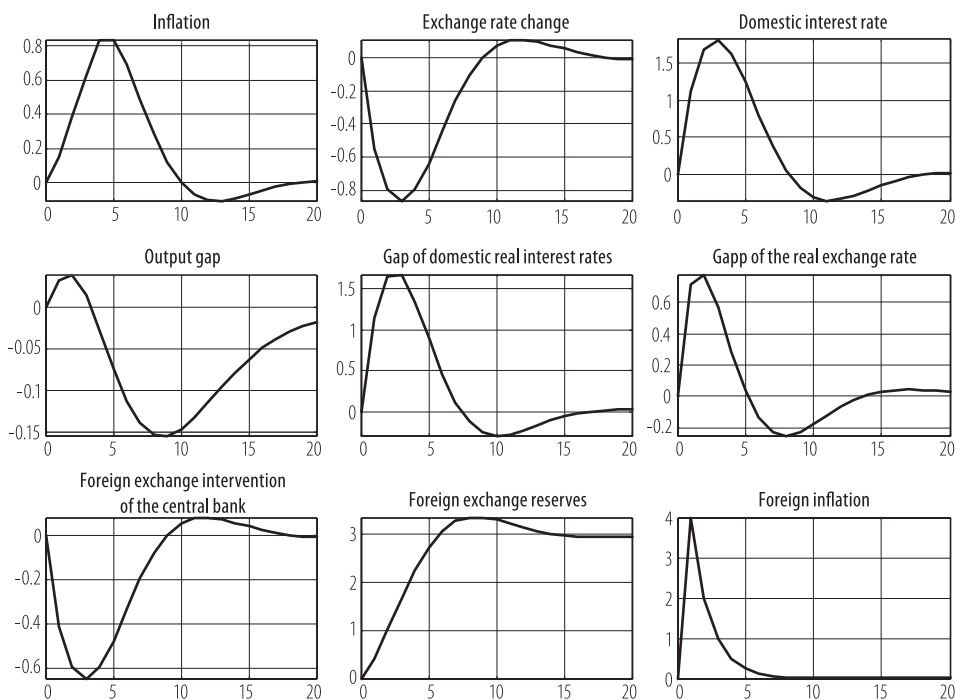 Inflation
0.8
0.6
0.4
0.2
0
0 5 10 15 20
Exchange rate change
0
−0.2
−0.4
−0.6
−0.8
0 5 10 15 20
Domestic interest rate
1.5
1
0.5
0
0 5 10 15 20
Output gap
0
−0.05
−0.1
−0.15
0 5 10 15 20
Gap of domestic real interest rates
1.5
1
0.5
0
0 5 10 15 20
Gapp of the real exchange rate
0.6
0.4
0.2
0
−0.2
0 5 10 15 20
Foreign exchange intervention
of the central bank
0
−0.2
−0.4
−0.6
0 5 10 15 20
Foreign exchange reserves
3
2
1
0
0 5 10 15 20
Foreign inflation
4
3
2
1
0
0 5 10 15 20